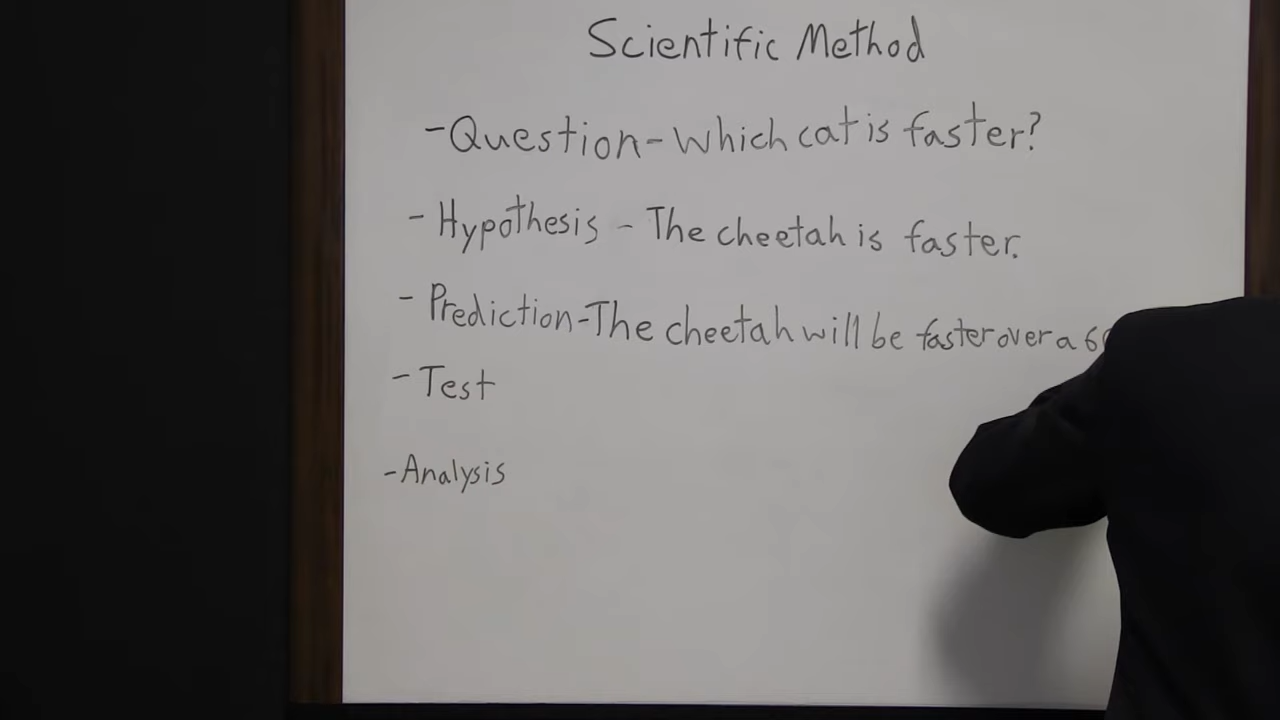 Scientific Method
-Question-Which cat is faster?
- Hypothesis - The cheetah is faster.
- Prediction-The cheetah will be faster over a
- Test
-Analysis